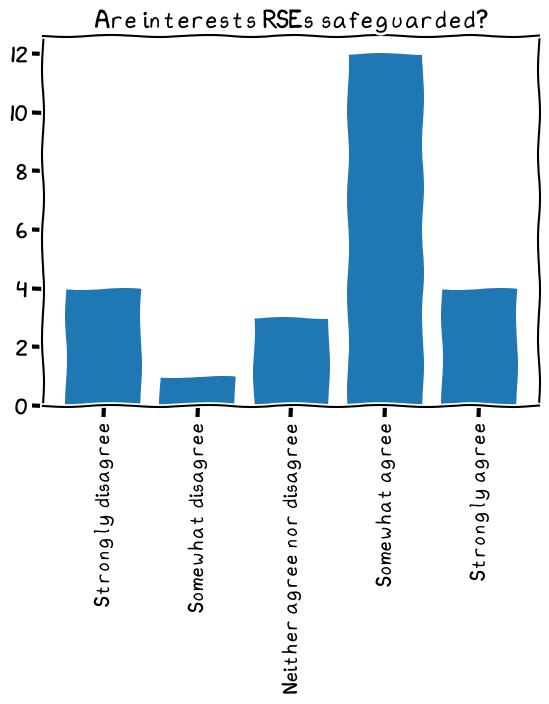 Are interests RSEs safeguarded?
12
10
8
6
4
2
0
Strongly disagree
Somewhat disagree
Neither agree nor disagree
Somewhat agree
Strongly agree